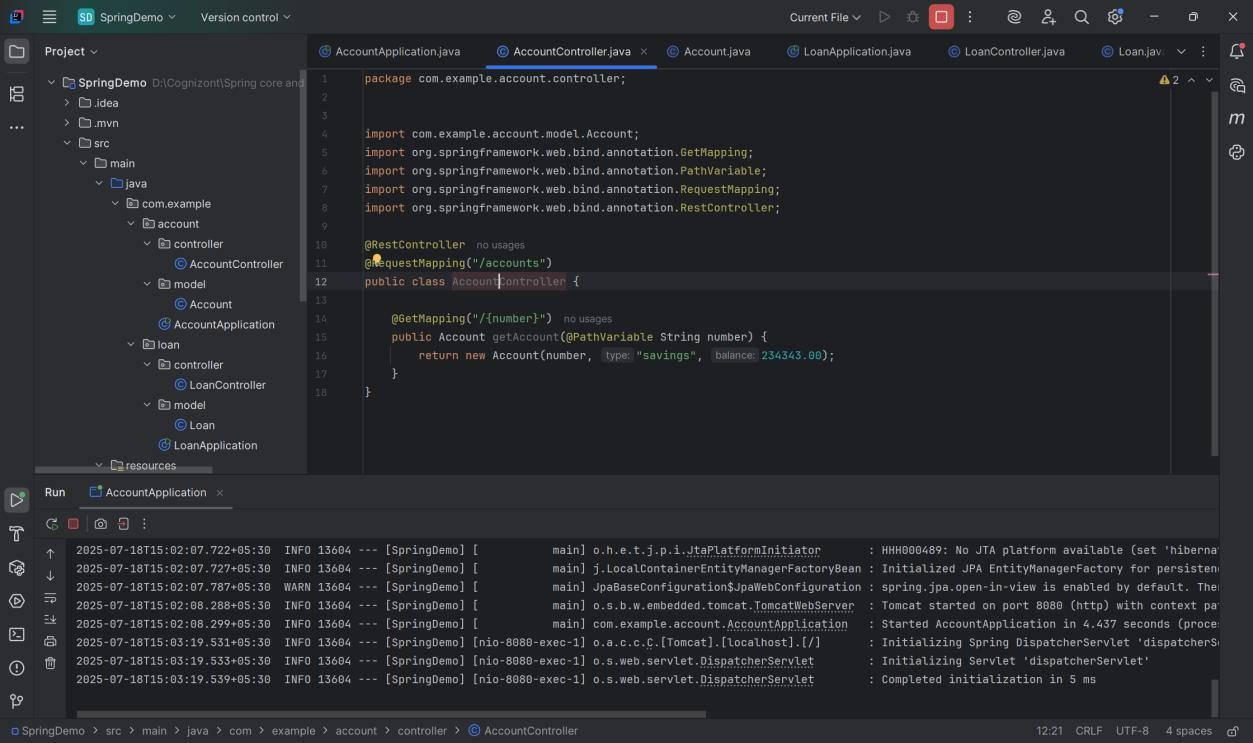 SD SpringDemo Version control Current File
Project
AccountApplication.java AccountController.java Account.java LoanApplication.java LoanController.java Loan.jav
SpringDemo D:\Cognizont\Spring core and
.idea
.mvn
src
main
java
com.example
account
controller
AccountController
model
Account
AccountApplication
loan
controller
LoanController
model
Loan
LoanApplication
resources
1 package com.example.account.controller; 2
2
3
4 import com.example.account.model.Account;
5 import org.springframework.web.bind.annotation.GetMapping;
6 import org.springframework.web.bind.annotation.PathVariable;
7 import org.springframework.web.bind.annotation.RequestMapping;
8 import org.springframework.web.bind.annotation.RestController;
9
10 @RestController no usages
11 @RequestMapping("/accounts")
12 public class AccountController {
13
14 @GetMapping("/{number}") no usages
15 public Account getAccount(@PathVariable String number) {
16 return new Account(number, type: "savings", balance: 234343.00);
17 }
18 }
m
Run AccountApplication
2025-07-18T15:02:07.722+05:30 INFO 13604 --- [SpringDemo] [ main] o.h.e.t.j.p.i.JtaPlatformInitiator : HHH000489: No JTA platform available (set 'hiberna
2025-07-18T15:02:07.727+05:30 INFO 13604 --- [SpringDemo] [ main] j.LocalContainerEntityManagerFactoryBean : Initialized JPA EntityManagerFactory for persisten
2025-07-18T15:02:07.787+05:30 WARN 13604 --- [SpringDemo] [ main] JpaBaseConfiguration$JpaWebConfiguration : spring.jpa.open-in-view is enabled by default. The
2025-07-18T15:02:08.288+05:30 INFO 13604 --- [SpringDemo] [ main] o.s.b.w.embedded.tomcat.TomcatWebServer : Tomcat started on port 8080 (http) with context pa
2025-07-18T15:02:08.299+05:30 INFO 13604 --- [SpringDemo] [ main] com.example.account.AccountApplication : Started AccountApplication in 4.437 seconds (proce
2025-07-18T15:03:19.531+05:30 INFO 13604 --- [SpringDemo] [nio-8080-exec-1] o.a.c.c.C.[Tomcat].[localhost].[/] : Initializing Spring DispatcherServlet 'dispatcherS
2025-07-18T15:03:19.533+05:30 INFO 13604 --- [SpringDemo] [nio-8080-exec-1] o.s.web.servlet.DispatcherServlet : Initializing Servlet 'dispatcherServlet'
2025-07-18T15:03:19.539+05:30 INFO 13604 --- [SpringDemo] [nio-8080-exec-1] o.s.web.servlet.DispatcherServlet : Completed initialization in 5 ms
SpringDemo > src > main > java > com > example > account > controller > AccountController 12:21 CRLF UTF-8 4 spaces